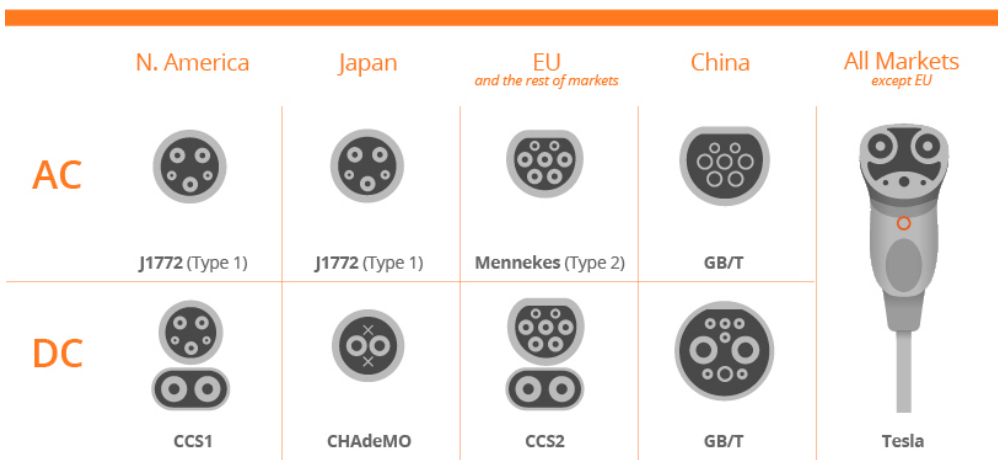 N. America
Japan
EU
and the rest of markets
China
All Markets
except EU
AC
J1772 (Type 1)
J1772 (Type 1)
Mennekes (Type 2)
GB/T
DC
CCS1
CHAdeMO
CCS2
GB/T
Tesla